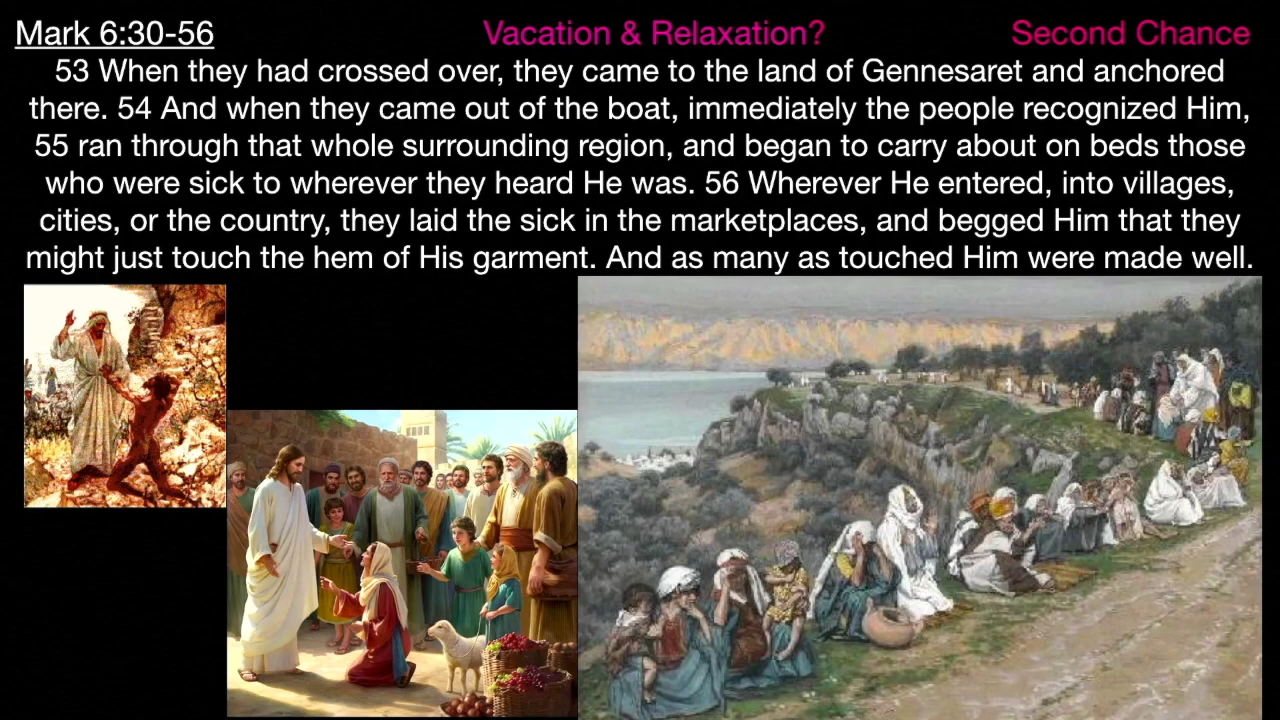 Mark 6:30-56 Vacation & Relaxation? Second Chance
53 When they had crossed over, they came to the land of Gennesaret and anchored
there. 54 And when they came out of the boat, immediately the people recognized Him,
55 ran through that whole surrounding region, and began to carry about on beds those
who were sick to wherever they heard He was. 56 Wherever He entered, into villages,
cities, or the country, they laid the sick in the marketplaces, and begged Him that they
might just touch the hem of His garment. And as many as touched Him were made well.